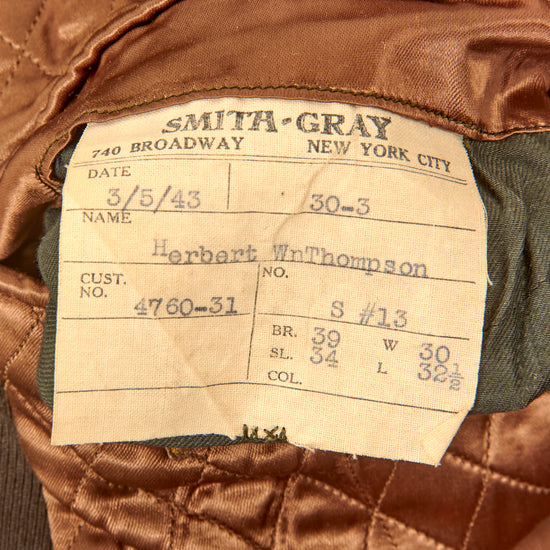 SMITH-GRAY
740 BROADWAY NEW YORK CITY
DATE
3/5/43 30-3
NAME
Herbert WnThompson
CUST. NO.
NO. 4760-31 S #13
BR. 39 W 30
SL. 34 L 32½
COL.